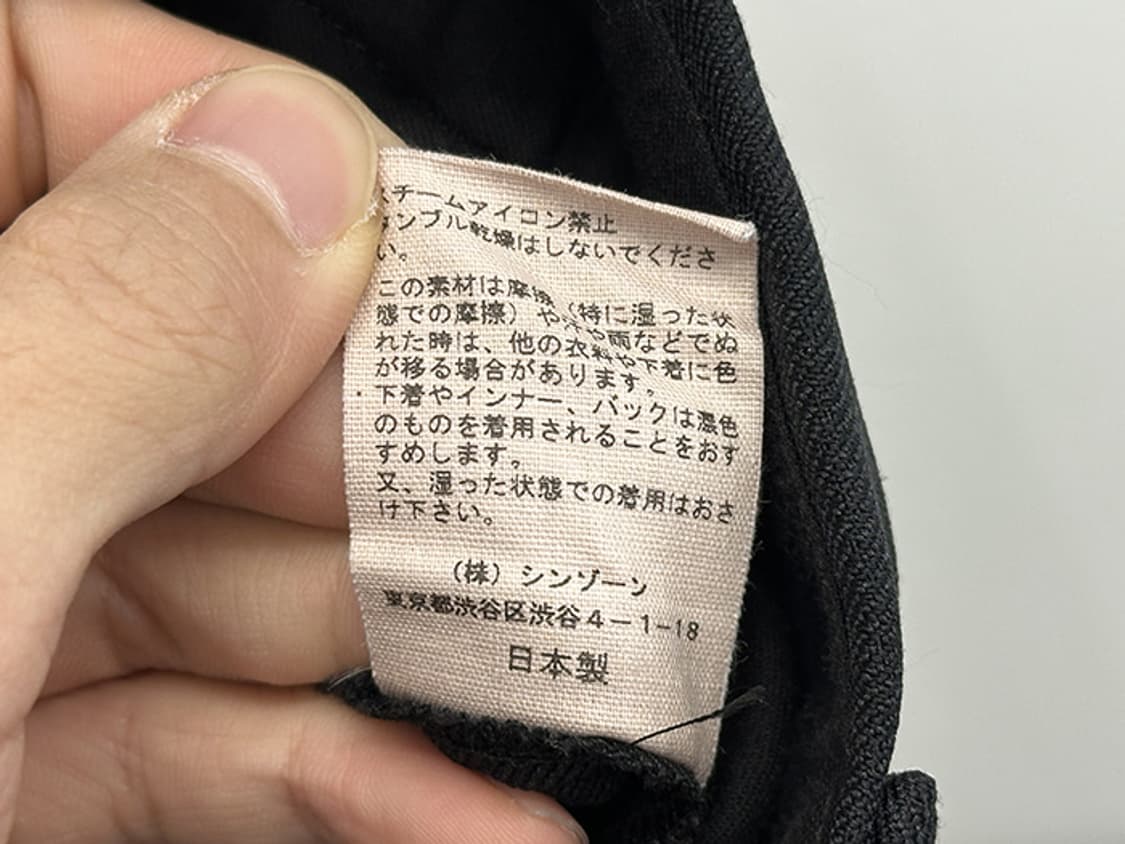 スチームアイロン禁止
タンブル乾燥はしないでくださ
い。
この素材は摩擦（特に湿った状
態での摩擦）や汗や雨などでぬ
れた時は、他の衣料や下着に色
が移る場合があります。
・下着やインナー、バックは濃色
のものを着用されることをおす
すめします。
又、湿った状態での着用はおさ
け下さい。
（株）シンゾーン
東京都渋谷区渋谷4－1－18
日本製